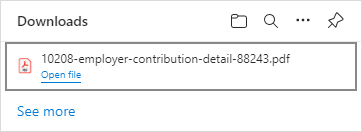 Downloads
10208-employer-contribution-detail-88243.pdf
Open file
See more